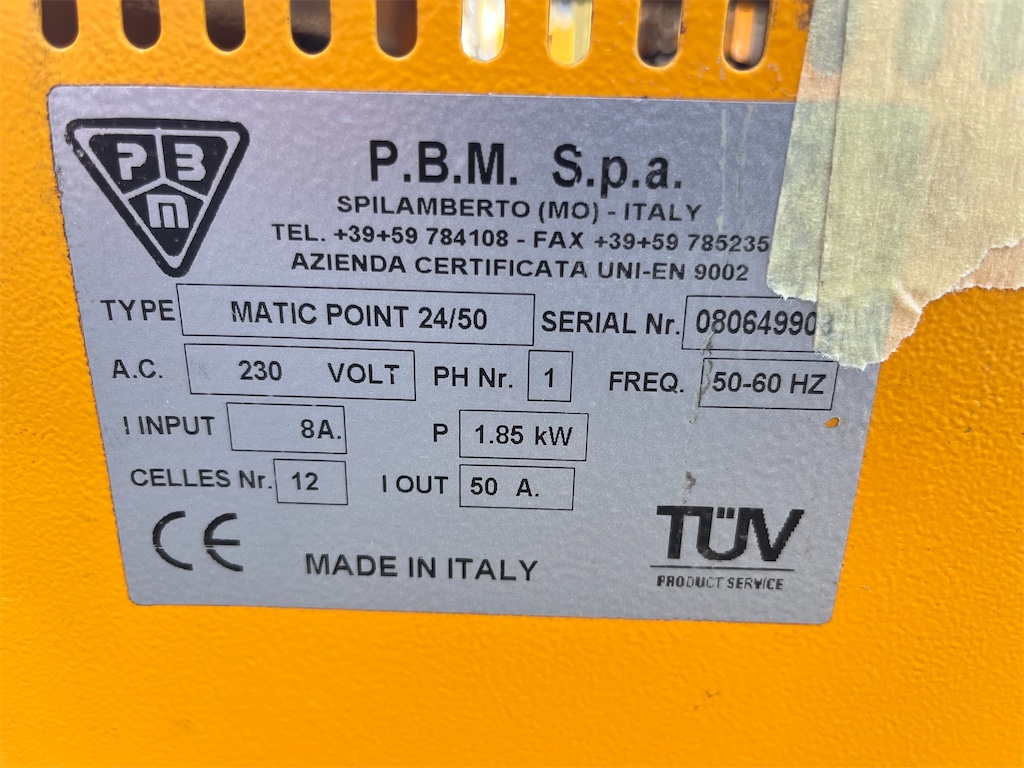 PBM
P.B.M. S.p.a.
SPILAMBERTO (MO) - ITALY
TEL. +39+59 784108 - FAX +39+59 785235
AZIENDA CERTIFICATA UNI-EN 9002
TYPE MATIC POINT 24/50 SERIAL Nr.
A.C. 230 VOLT PH Nr. 1 FREQ. 50-60 HZ
I INPUT 8A. P 1.85 kW
CELLES Nr. 12 I OUT 50 A.
CE MADE IN ITALY TÜV
PRODUCT SERVICE